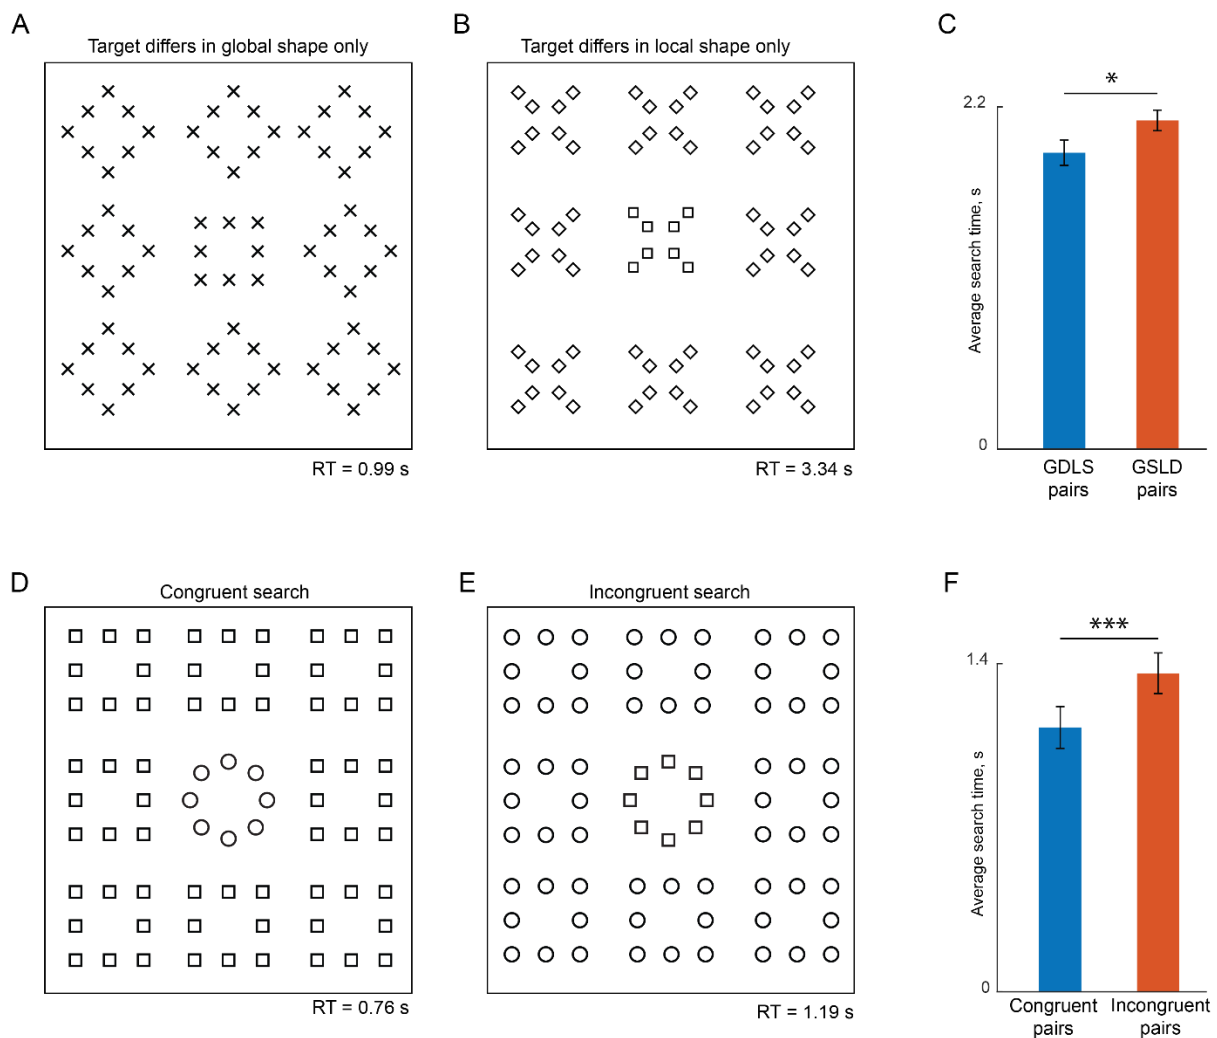 A
Target differs in global shape only
RT = 0.99 s
B
Target differs in local shape only
RT = 3.34 s
C
*
2.2
Average search time, s
0
GDLS
pairs
GSLD
pairs
D
Congruent search
RT = 0.76 s
E
Incongruent search
RT = 1.19 s
F
***
1.4
Average search time, s
0
Congruent
pairs
Incongruent
pairs